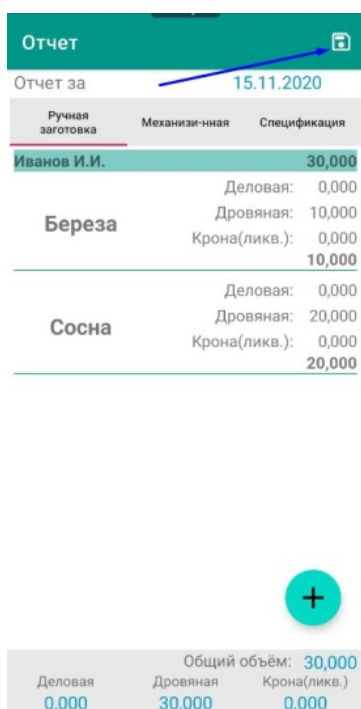 Отчет
Отчет за 15.11.2020
Ручная заготовка Механизи-нная Спецификация
Иванов И.И. 30,000
Береза
Деловая: 0,000
Дровяная: 10,000
Крона(ликв.): 0,000
10,000
Сосна
Деловая: 0,000
Дровяная: 20,000
Крона(ликв.): 0,000
20,000
+
Общий объём: 30,000
Деловая Дровяная Крона(ликв.)
0,000 30,000 0,000